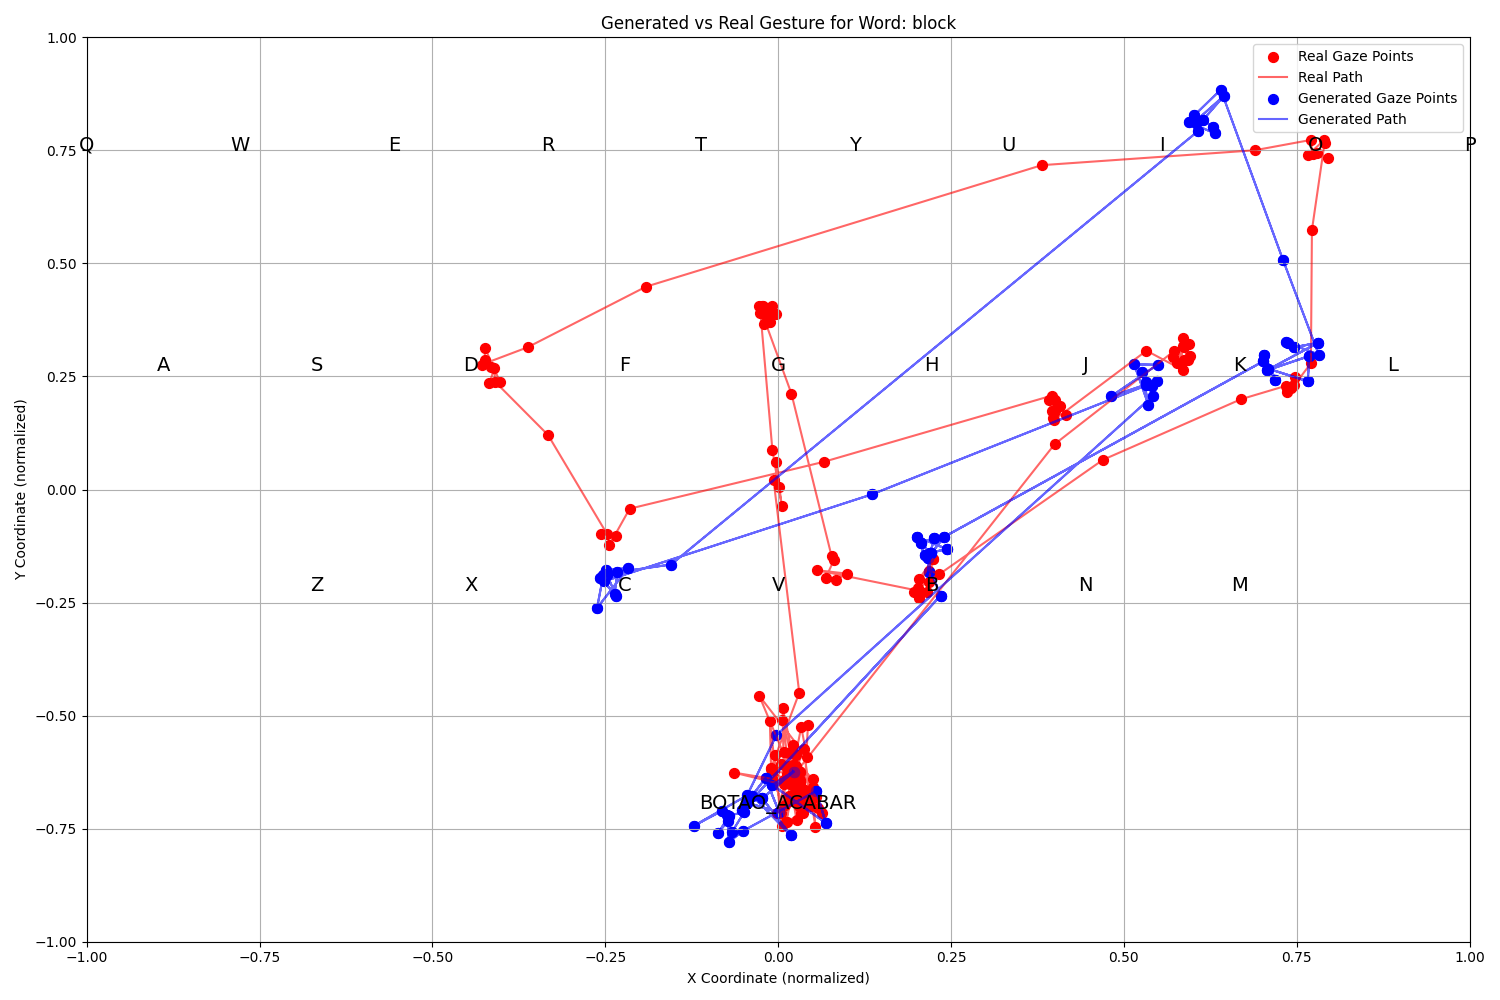 Generated vs Real Gesture for Word: block
1.00
Real Gaze Points
Real Path
Generated Gaze Points
Generated Path
Q W E R T Y U I O P
0.75
0.50
A S D F G H J K L
0.25
Y Coordinate (normalized)
0.00
Z X C V B N M
−0.25
−0.50
BOTAO_ACABAR
−0.75
−1.00
−1.00 −0.75 −0.50 −0.25 0.00 0.25 0.50 0.75 1.00
X Coordinate (normalized)